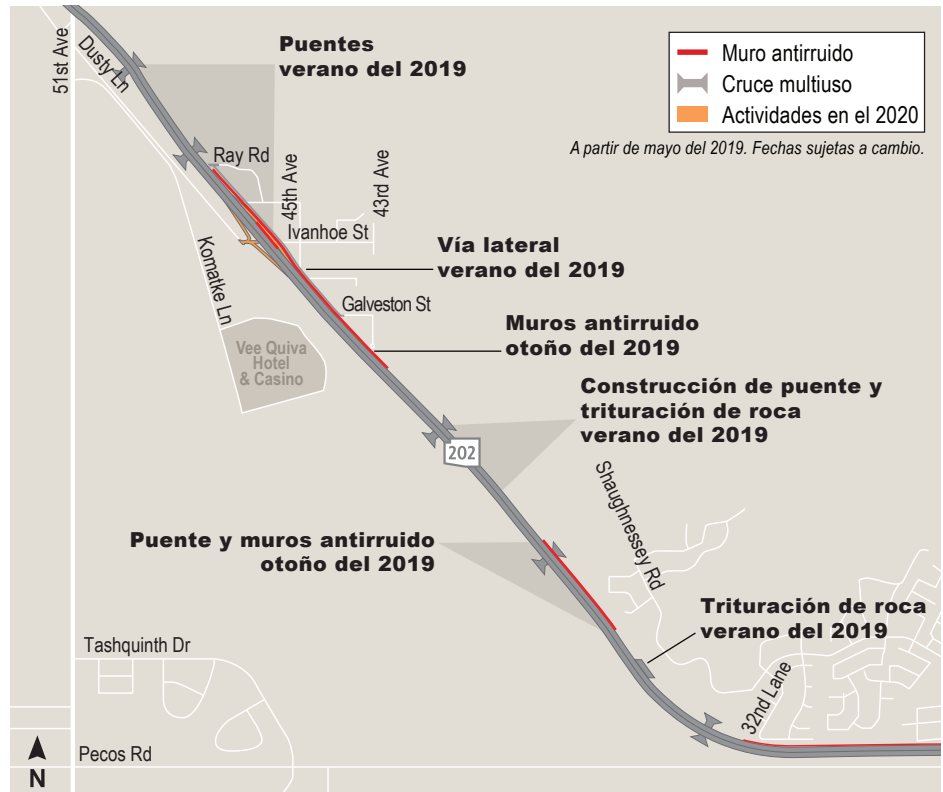 51st Ave
Dusty Ln
Puentes
verano del 2019
Muro antirruido
Cruce multiuso
Actividades en el 2020
A partir de mayo del 2019. Fechas sujetas a cambio.
Ray Rd
45th Ave
43rd Ave
Ivanhoe St
Komatke Ln
Vía lateral
verano del 2019
Galveston St
Muros antirruido
otoño del 2019
Vee Quiva
Hotel
& Casino
Construcción de puente y
trituración de roca
verano del 2019
202
Shaughnessey Rd
Puente y muros antirruido
otoño del 2019
Trituración de roca
verano del 2019
Tashquinth Dr
32nd Lane
Pecos Rd
N